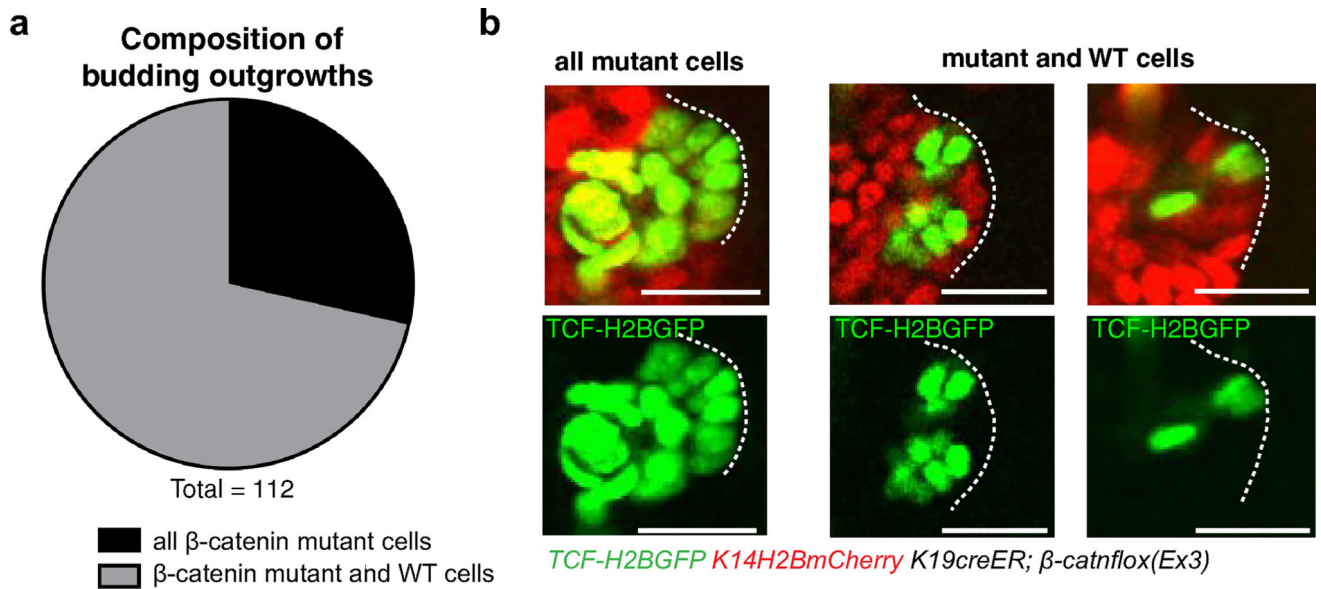 a
Composition of
budding outgrowths
Total = 112
all β-catenin mutant cells
β-catenin mutant and WT cells
b
all mutant cells
mutant and WT cells
TCF-H2BGFP
TCF-H2BGFP
TCF-H2BGFP
TCF-H2BGFP K14H2BmCherry K19creER; β-catnflox(Ex3)